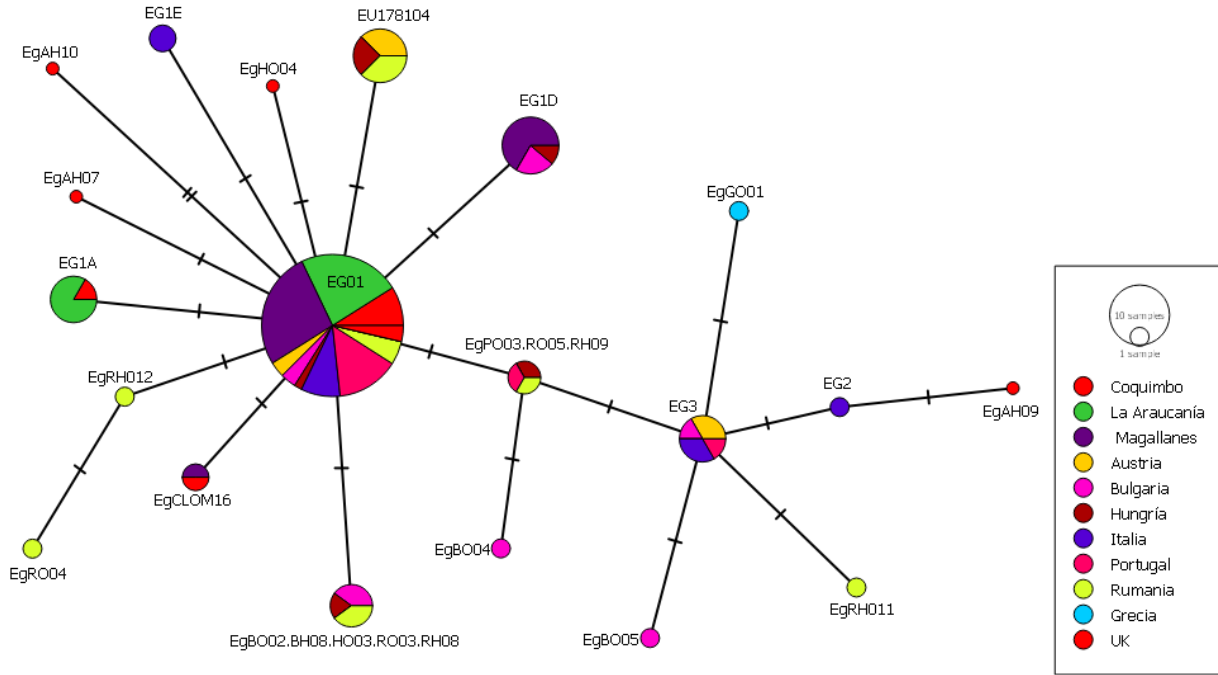 EG1E
EU178104
EgAH10
EgHO04
EG1D
EgAH07
EgGO01
EG1A
EG01
EgPO03.RO05.RH09
EgRH012
EG2
EG3
EgAH09
EgCLOM16
EgBO04
EgRO04
EgRH011
EgBO02.BH08.HO03.RO03.RH08
EgBO05
10 samples
1 sample
Coquimbo
La Araucanía
Magallanes
Austria
Bulgaria
Hungría
Italia
Portugal
Rumania
Grecia
UK